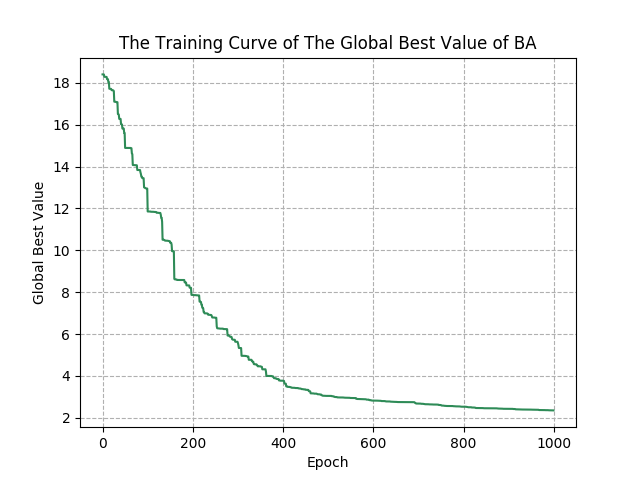 The Training Curve of The Global Best Value of BA
18
16
14
12
10
8
6
4
2
Global Best Value
0 200 400 600 800 1000
Epoch